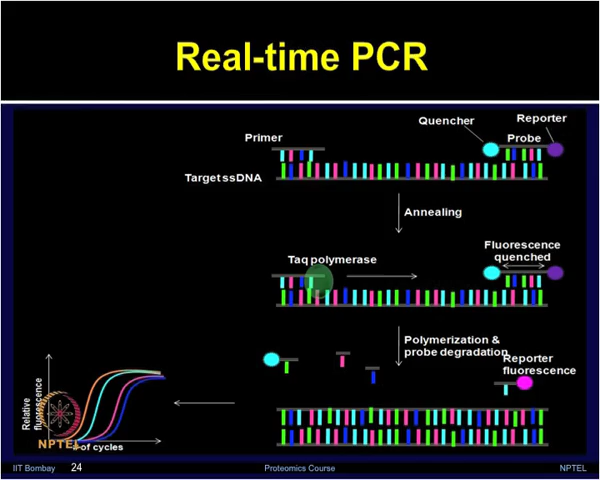 Real-time PCR
Quencher
Reporter
Primer
Probe
Target ssDNA
Annealing
Fluorescence
quenched
Taq polymerase
Polymerization &
probe degradation
Reporter
fluorescence
Relative
fluorescence
NPTEL
# of cycles
IIT Bombay
24
Proteomics Course
NPTEL